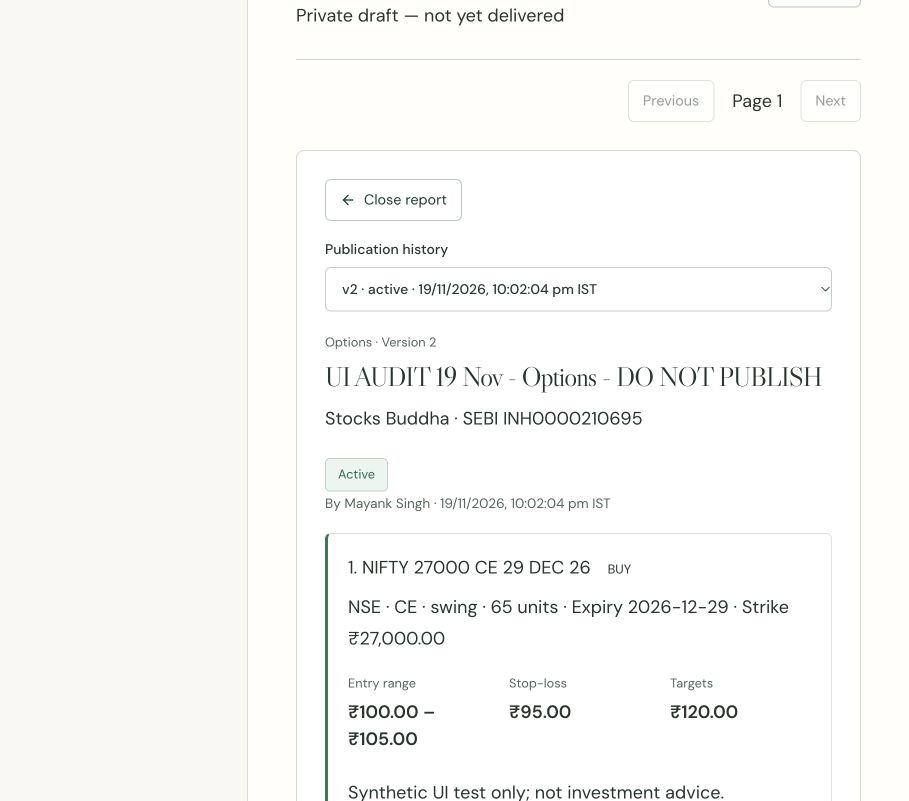 Private draft — not yet delivered
Previous
Page 1
Next
← Close report
Publication history
v2 · active · 19/11/2026, 10:02:04 pm IST
Options · Version 2
UI AUDIT 19 Nov - Options - DO NOT PUBLISH
Stocks Buddha · SEBI INH0000210695
Active
By Mayank Singh · 19/11/2026, 10:02:04 pm IST
1. NIFTY 27000 CE 29 DEC 26 BUY
NSE · CE · swing · 65 units · Expiry 2026-12-29 · Strike
₹27,000.00
Entry range
₹100.00 –
₹105.00
Stop-loss
₹95.00
Targets
₹120.00
Synthetic UI test only; not investment advice.